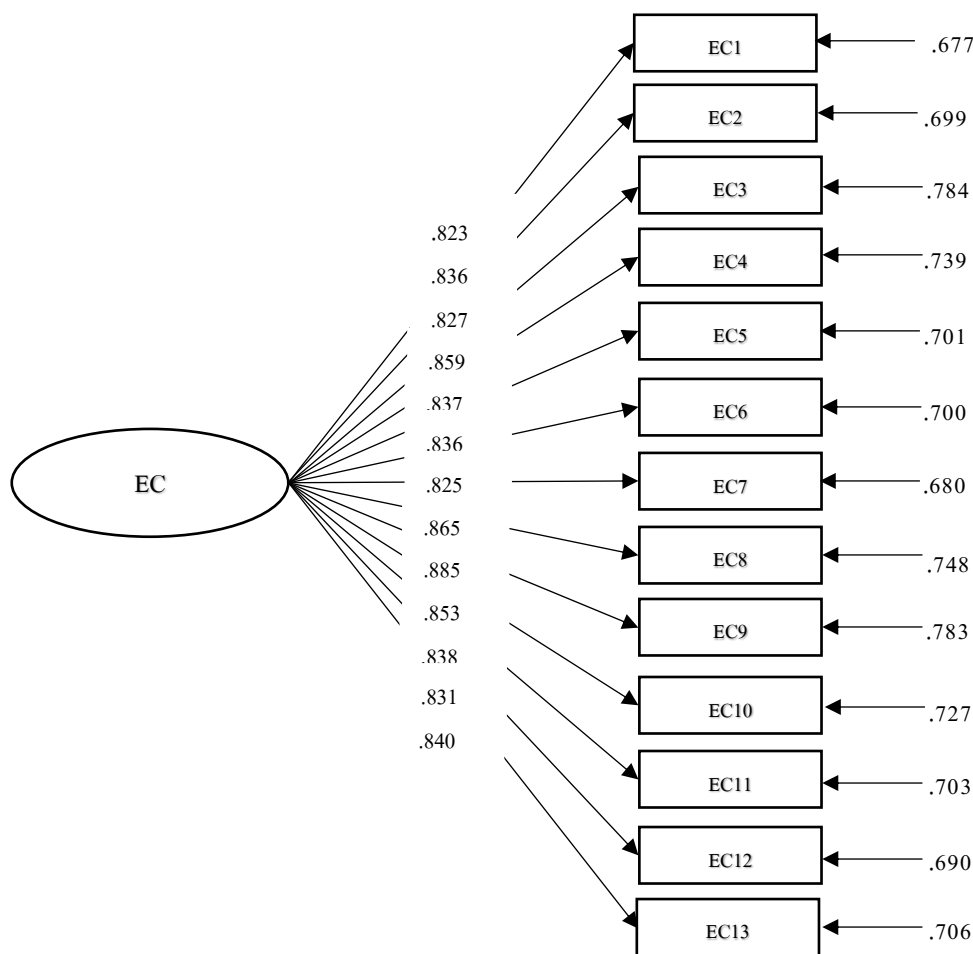 EC1
.677
EC2
.699
EC3
.784
.823
EC4
.739
.836
.827
EC5
.701
.859
.837
EC6
.700
.836
EC
.825
EC7
.680
.865
EC8
.748
.885
.853
EC9
.783
.838
.831
EC10
.727
.840
EC11
.703
EC12
.690
EC13
.706